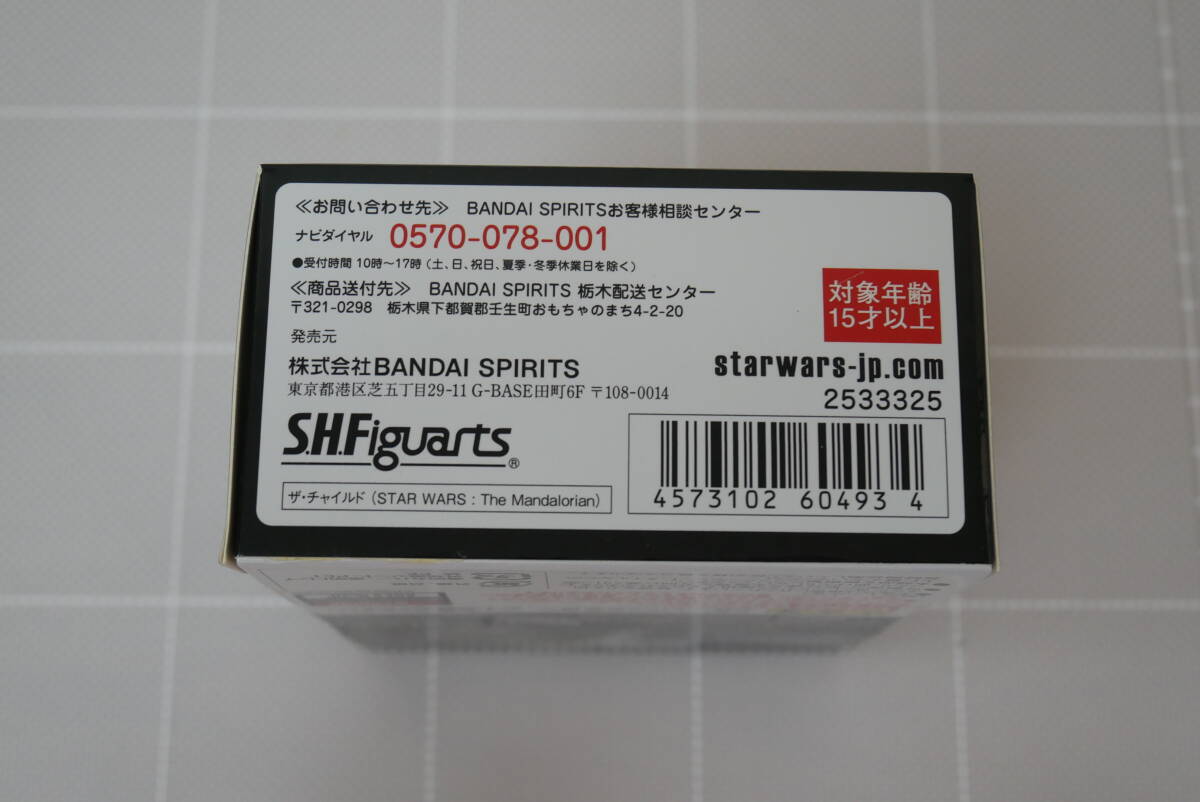 ≪お問い合わせ先≫ BANDAI SPIRITSお客様相談センター
ナビダイヤル 0570-078-001
●受付時間 10時～17時（土、日、祝日、夏季・冬季休業日を除く）
≪商品送付先≫ BANDAI SPIRITS 栃木配送センター
〒321-0298 栃木県下都賀郡壬生町おもちゃのまち4-2-20
対象年齢
15才以上
発売元
株式会社BANDAI SPIRITS
東京都港区芝五丁目29-11 G-BASE田町6F 〒108-0014
starwars-jp.com
2533325
S.H.Figuarts®
ザ・チャイルド（STAR WARS : The Mandalorian）
4573102 60493 4